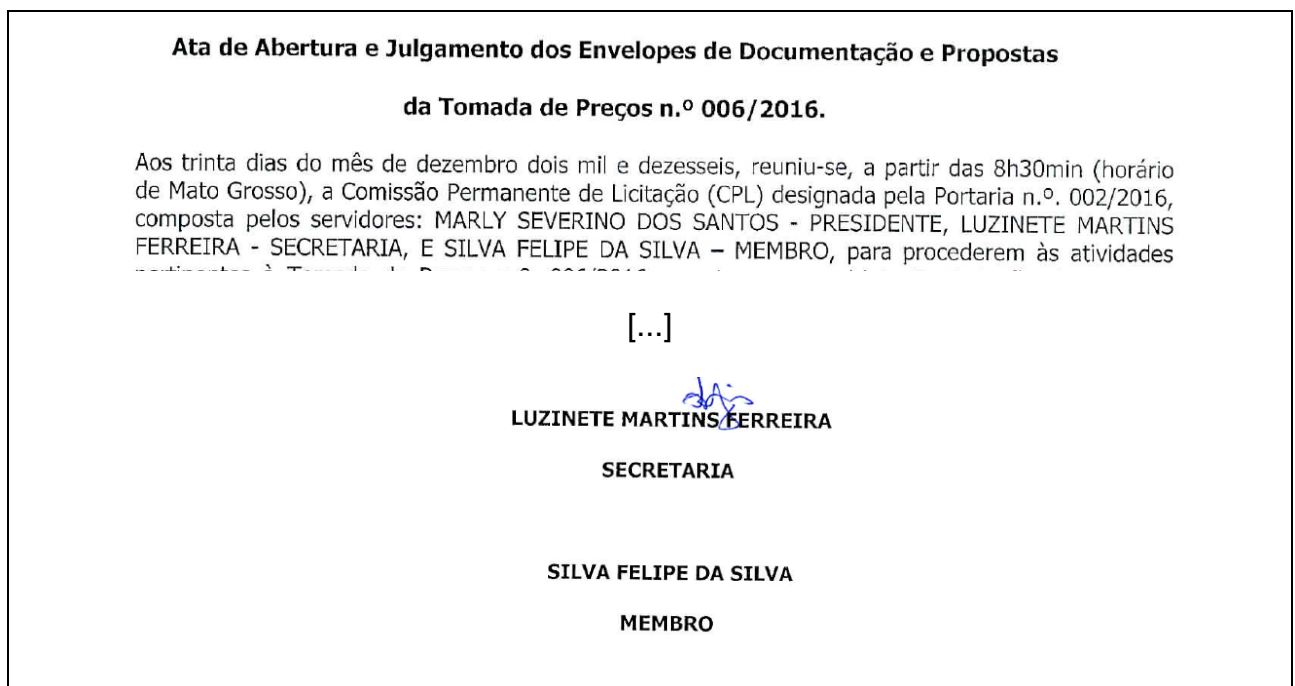 Ata de Abertura e Julgamento dos Envelopes de Documentação e Propostas
da Tomada de Preços n.º 006/2016.
Aos trinta dias do mês de dezembro dois mil e dezesseis, reuniu-se, a partir das 8h30min (horário
de Mato Grosso), a Comissão Permanente de Licitação (CPL) designada pela Portaria n.º. 002/2016,
composta pelos servidores: MARLY SEVERINO DOS SANTOS - PRESIDENTE, LUZINETE MARTINS
FERREIRA - SECRETARIA, E SILVA FELIPE DA SILVA – MEMBRO, para procederem às atividades
[...]
LUZINETE MARTINS FERREIRA
SECRETARIA
SILVA FELIPE DA SILVA
MEMBRO